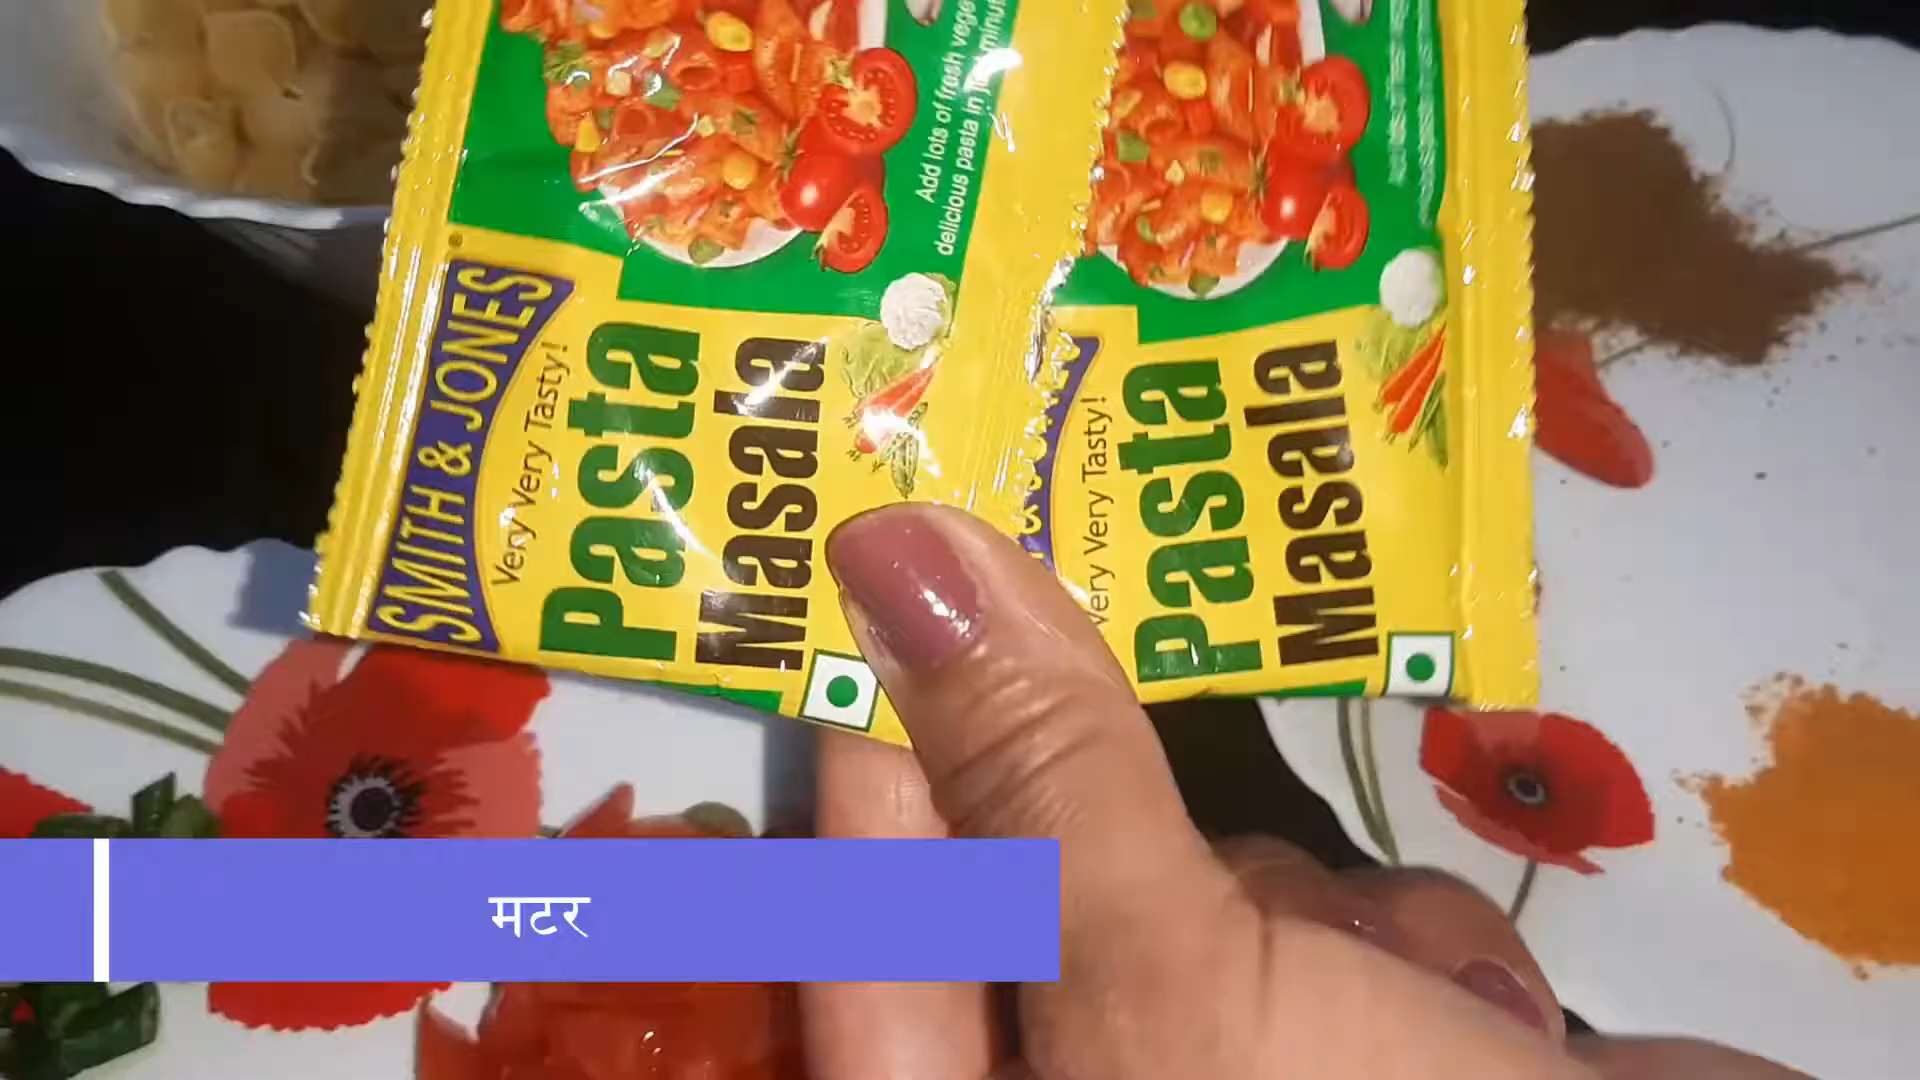 Add lots of fresh
delicious pasta in
SMITH & JONES
Very Very Tasty!
Pasta
Masala
Very Very Tasty!
Pasta
Masala
मटर